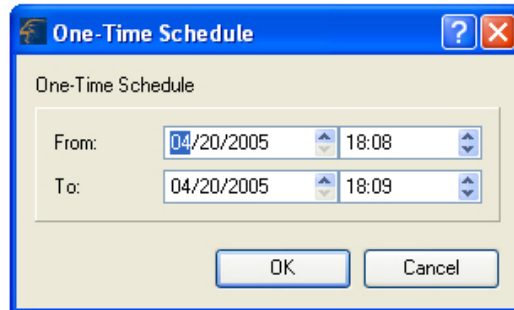 One-Time Schedule
One-Time Schedule
From: 04/20/2005 18:08
To: 04/20/2005 18:09
OK Cancel